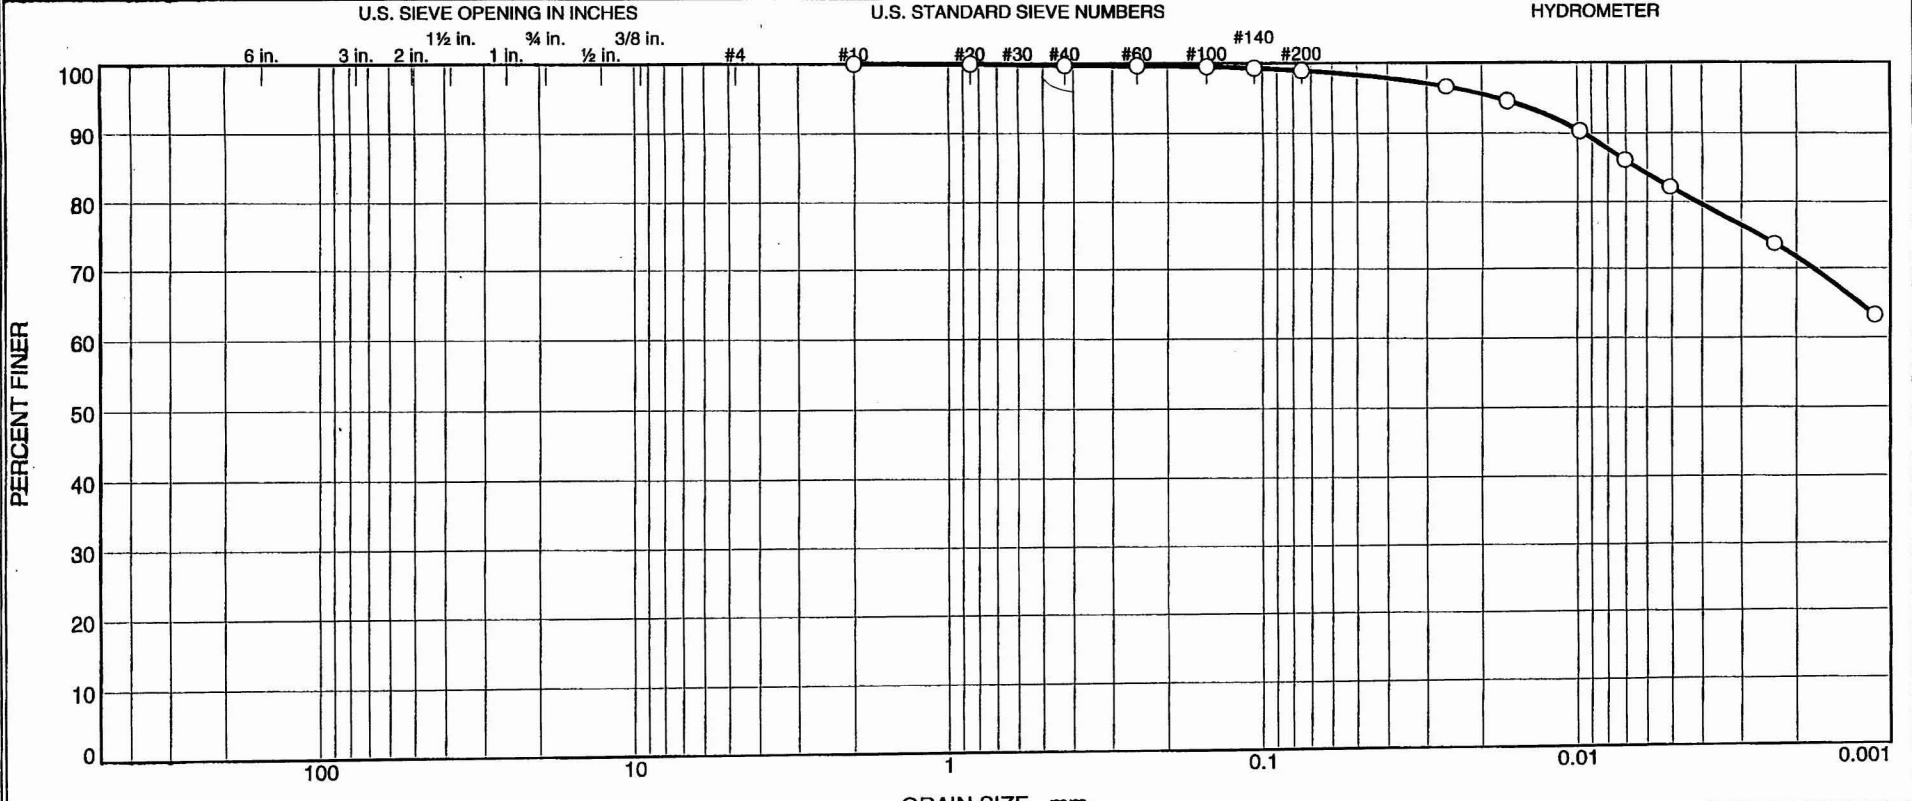 U.S. SIEVE OPENING IN INCHES U.S. STANDARD SIEVE NUMBERS HYDROMETER
1½ in. ¾ in. 3/8 in. #140
6 in. 3 in. 2 in. 1 in. ½ in. #4 #10 #20 #30 #40 #60 #100 #200
100
90
80
70
60
50
40
30
20
10
0
PERCENT FINER
100 10 1 0.1 0.01 0.001
GRAIN SIZE - mm